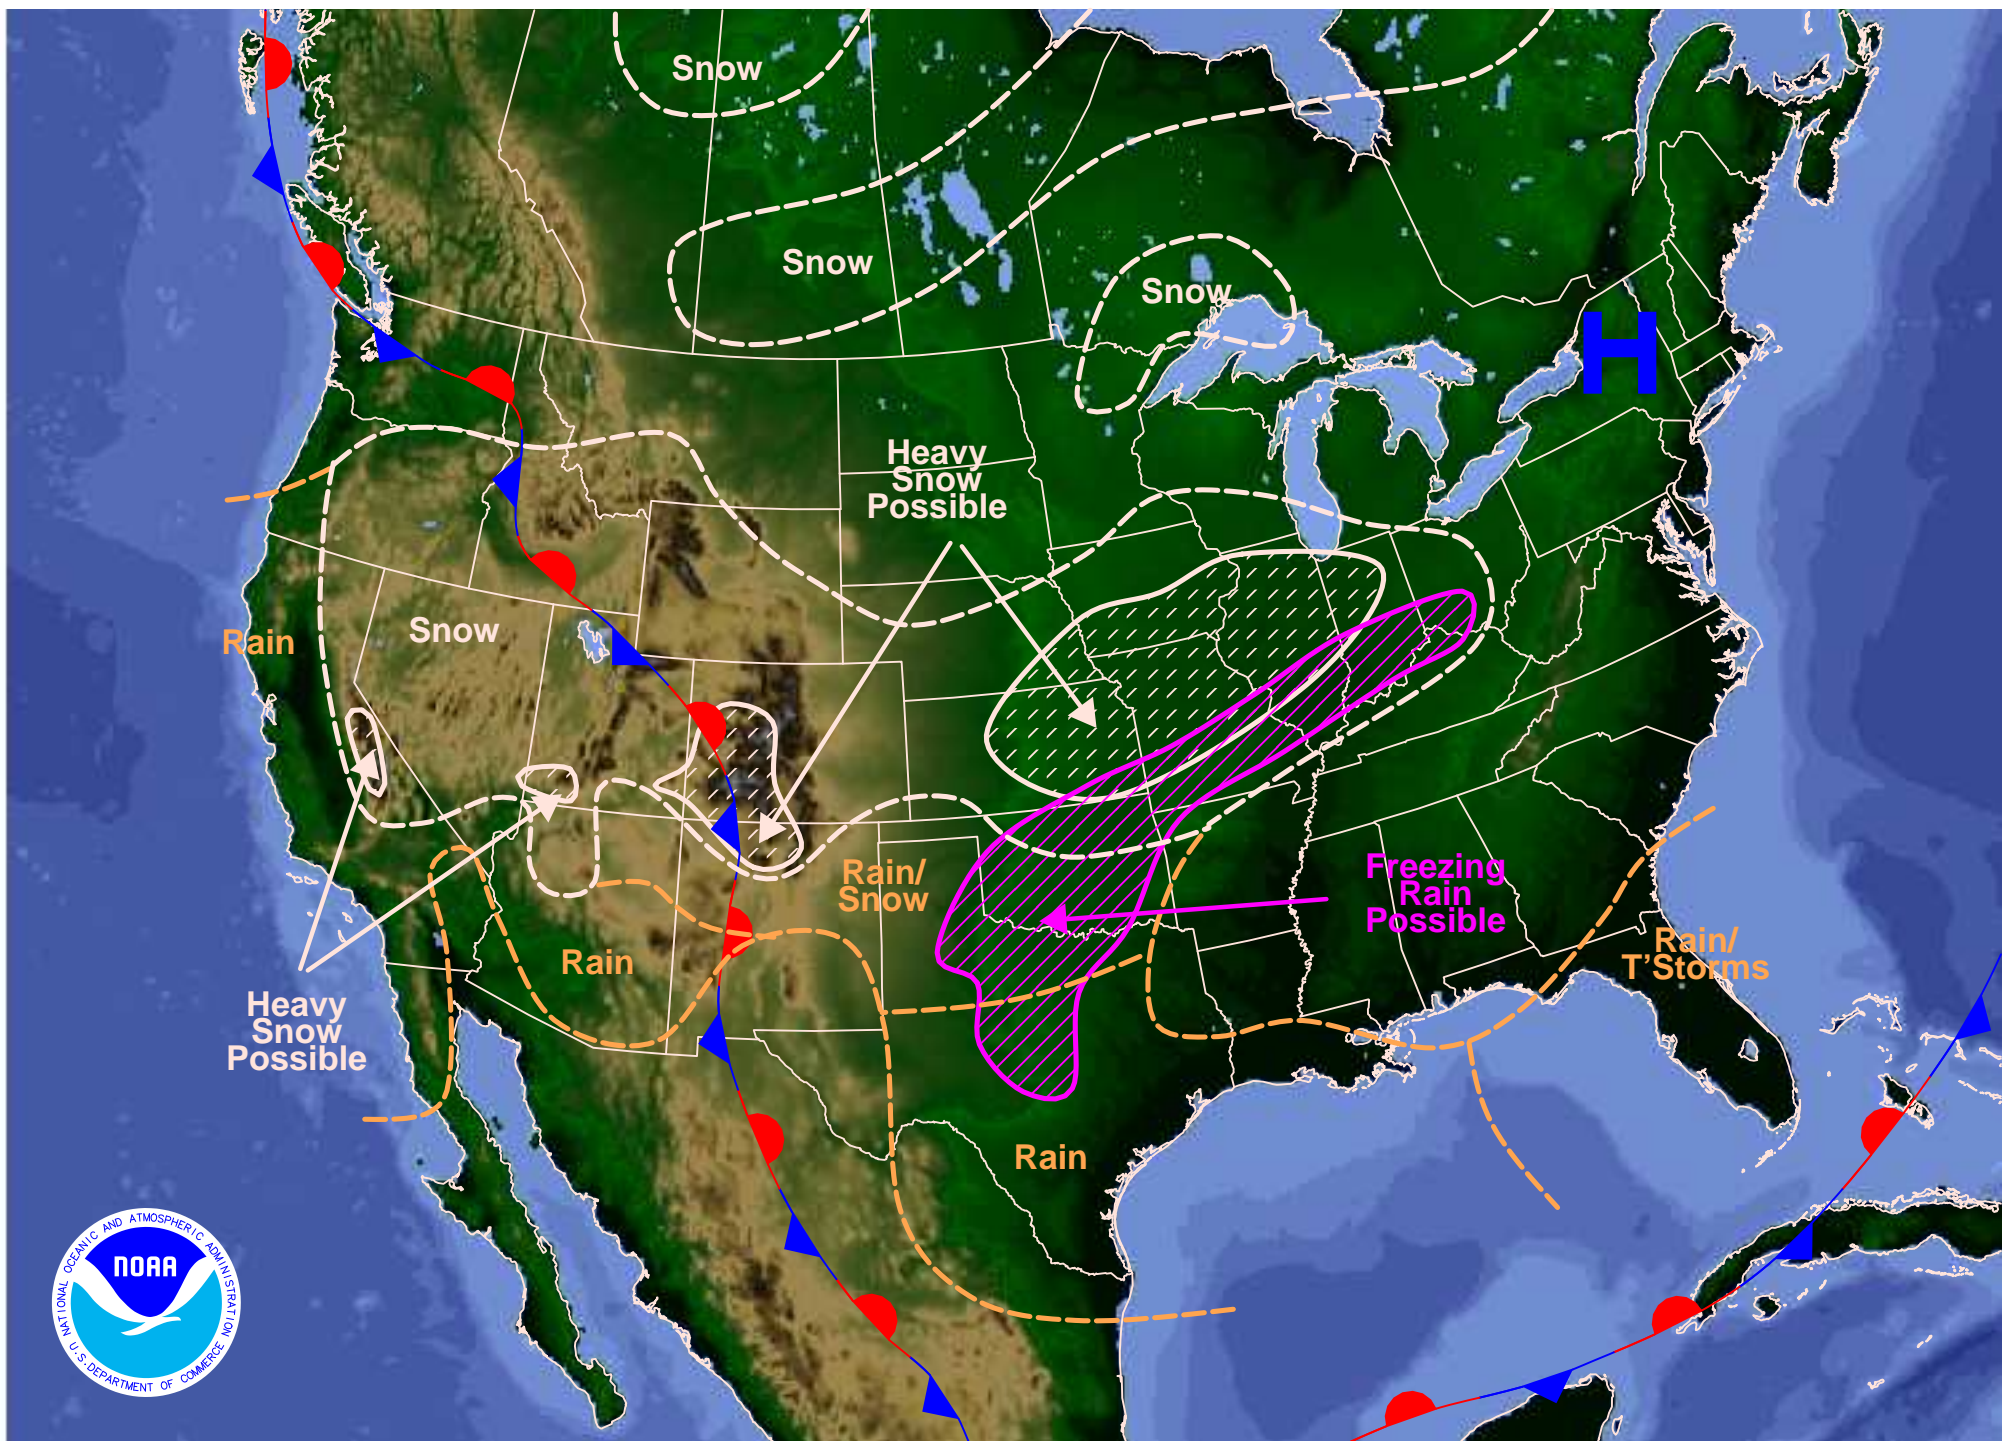 Snow
Snow
Snow
H
Heavy
Snow
Possible
Snow
Rain
Rain/
Snow
Freezing
Rain
Possible
Rain/
T'Storms
Rain
Heavy
Snow
Possible
Rain
NATIONAL OCEANIC AND ATMOSPHERIC ADMINISTRATION
NOAA
U.S. DEPARTMENT OF COMMERCE